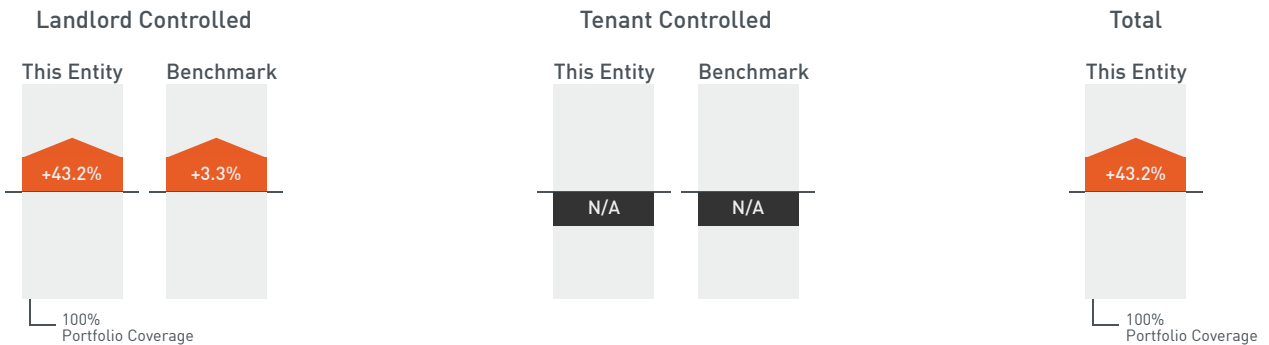 Landlord Controlled
This Entity
Benchmark
+43.2%
+3.3%
100%
Portfolio Coverage
Tenant Controlled
This Entity
Benchmark
N/A
N/A
Total
This Entity
+43.2%
100%
Portfolio Coverage